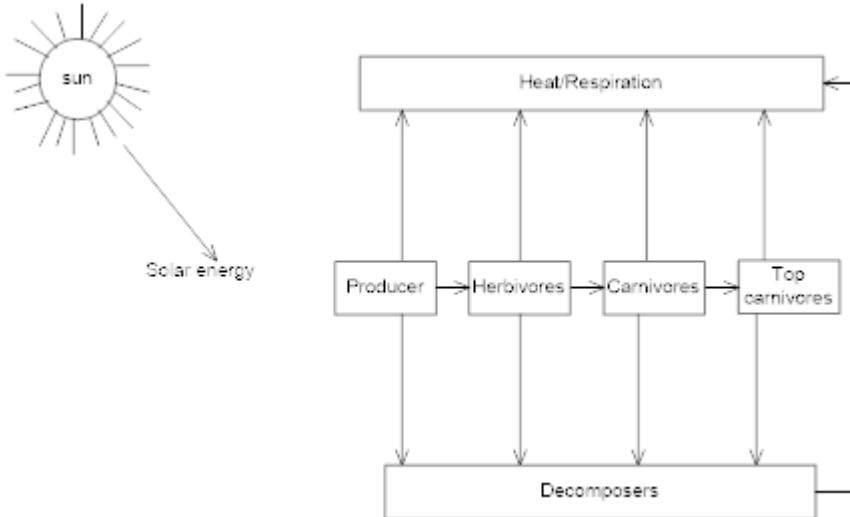 sun
Heat/Respiration
Solar energy
Producer
Herbivores
Carnivores
Top
carnivores
Decomposers